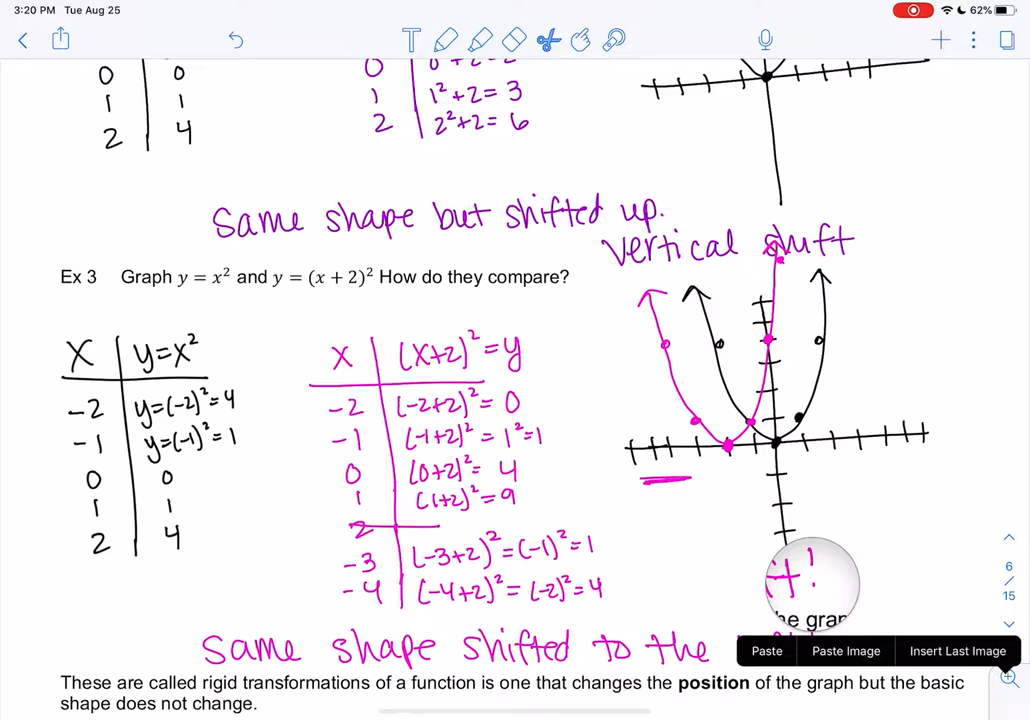 3:20 PM Tue Aug 25
62%
0 0
1 1
2 4
0
1 1²+2= 3
2 2²+2= 6
Same shape but shifted up.
vertical shift
Ex 3 Graph y = x² and y = (x + 2)² How do they compare?
X y=x²
-2 y=(-2)²=4
-1 y=(-1)²=1
0 0
1 1
2 4
X (x+2)²=y
-2 (-2+2)²= 0
-1 (-1+2)²= 1²=1
0 (0+2)²= 4
1 (1+2)²=9
2
-3 (-3+2)²=(-1)²=1
-4 (-4+2)²=(-2)²=4
Same shape shifted to the
he gra
Paste Paste Image Insert Last Image
6
15
These are called rigid transformations of a function is one that changes the position of the graph but the basic
shape does not change.